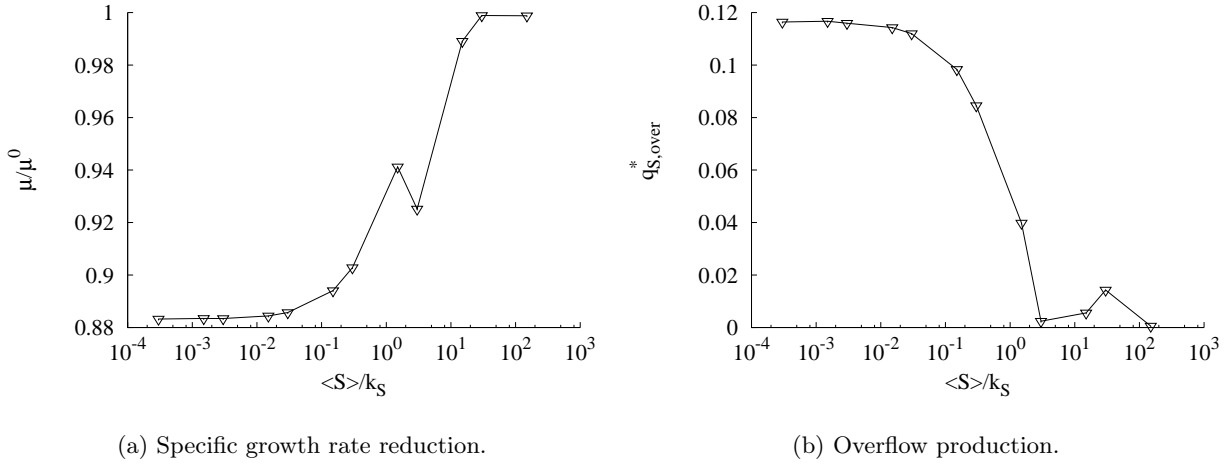 1
0.98
0.96
0.94
0.92
0.9
0.88
μ/μ⁰
10⁻⁴ 10⁻³ 10⁻² 10⁻¹ 10⁰ 10¹ 10² 10³
<S>/kₛ
(a) Specific growth rate reduction.
0.12
0.1
0.08
0.06
0.04
0.02
0
q*S,over
10⁻⁴ 10⁻³ 10⁻² 10⁻¹ 10⁰ 10¹ 10² 10³
<S>/kₛ
(b) Overflow production.